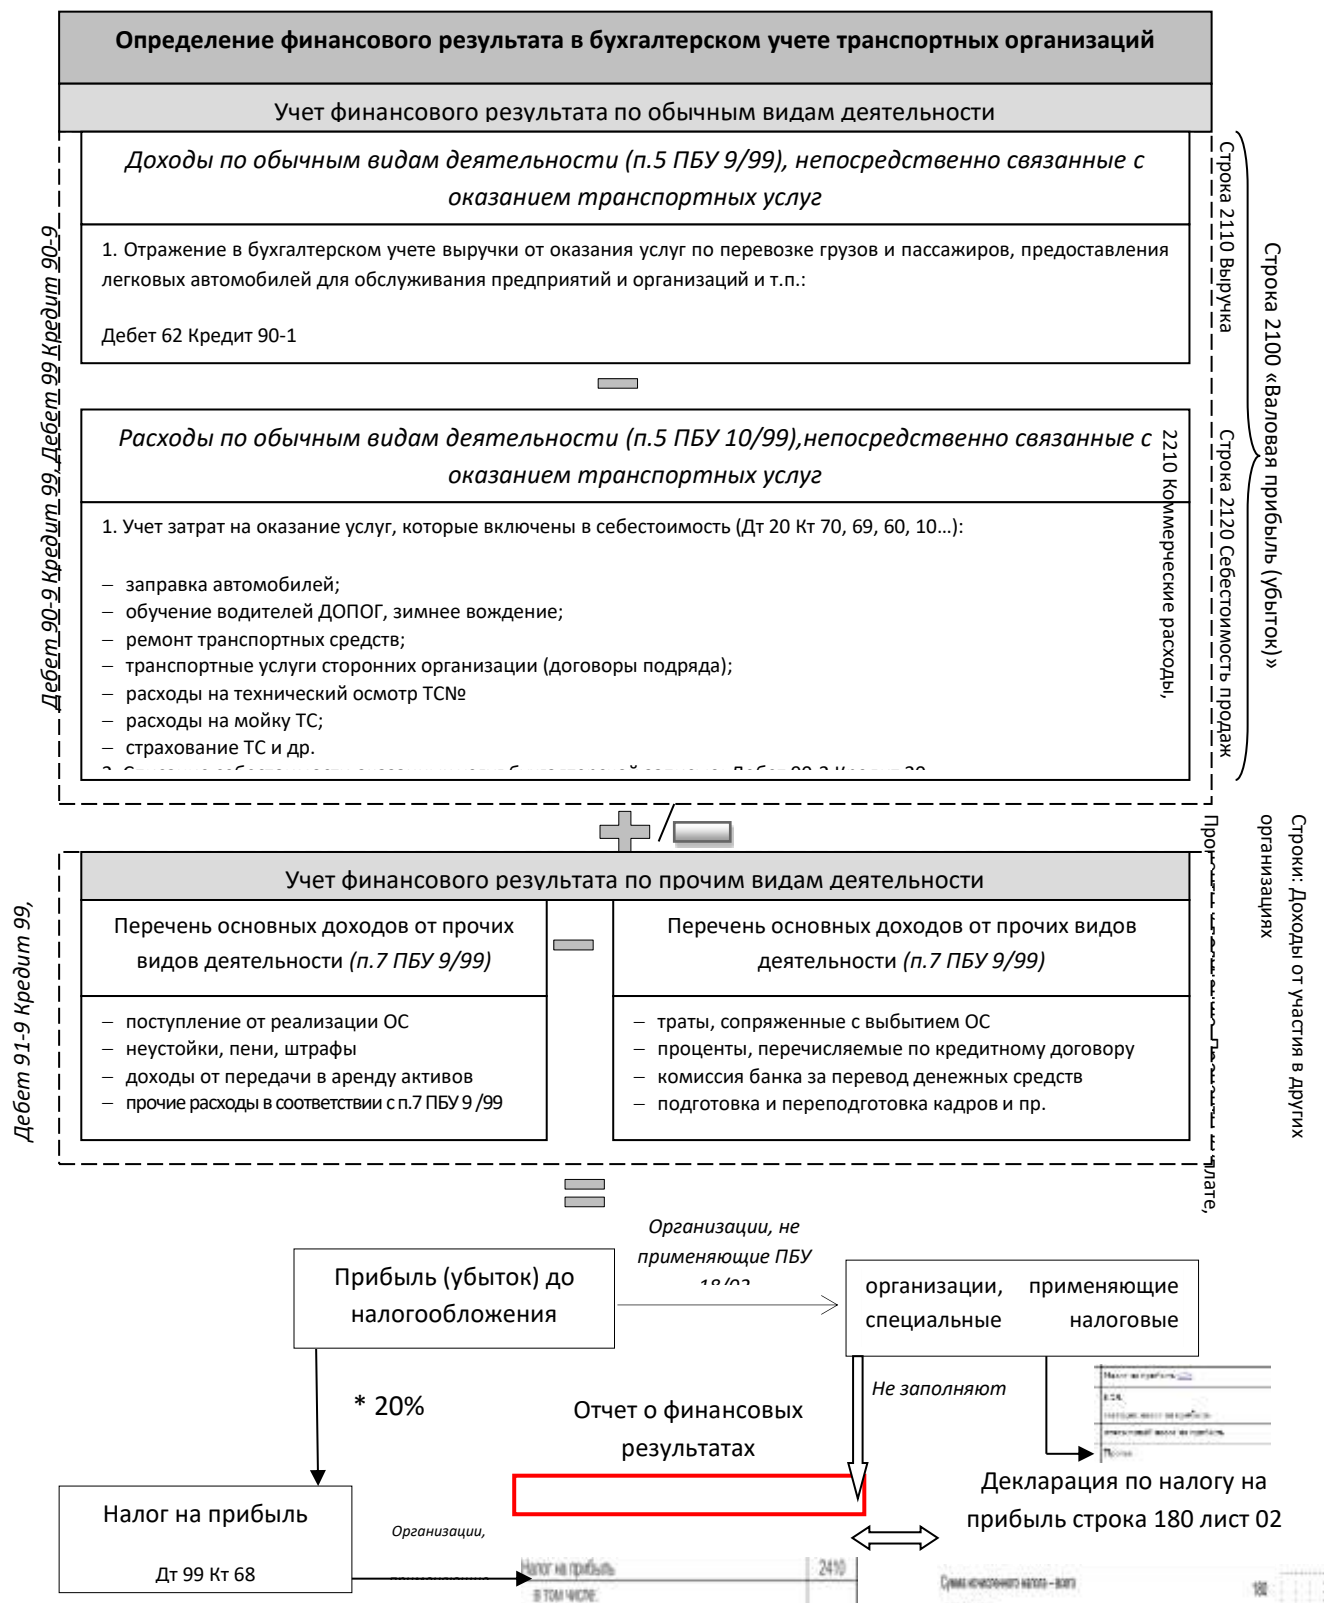 Определение финансового результата в бухгалтерском учете транспортных организаций
Учет финансового результата по обычным видам деятельности
Доходы по обычным видам деятельности (п.5 ПБУ 9/99), непосредственно связанные с
оказанием транспортных услуг
1. Отражение в бухгалтерском учете выручки от оказания услуг по перевозке грузов и пассажиров, предоставления
легковых автомобилей для обслуживания предприятий и организаций и т.п.:
Дебет 62 Кредит 90-1
Расходы по обычным видам деятельности (п.5 ПБУ 10/99),непосредственно связанные с
оказанием транспортных услуг
1. Учет затрат на оказание услуг, которые включены в себестоимость (Дт 20 Кт 70, 69, 60, 10...):
– заправка автомобилей;
– обучение водителей ДОПОГ, зимнее вождение;
– ремонт транспортных средств;
– транспортные услуги сторонних организации (договоры подряда);
– расходы на технический осмотр ТС№
– расходы на мойку ТС;
– страхование ТС и др.
Дебет 90-9 Кредит 99, Дебет 99 Кредит 90-9
2210 Коммерческие расходы,
Строка 2110 Выручка
Строка 2120 Себестоимость продаж
Строка 2100 «Валовая прибыль (убыток)»
+ / –
Учет финансового результата по прочим видам деятельности
Перечень основных доходов от прочих
видов деятельности (п.7 ПБУ 9/99)
– поступление от реализации ОС
– неустойки, пени, штрафы
– доходы от передачи в аренду активов
– прочие расходы в соответствии с п.7 ПБУ 9 /99
Перечень основных доходов от прочих видов
деятельности (п.7 ПБУ 9/99)
– траты, сопряженные с выбытием ОС
– проценты, перечисляемые по кредитному договору
– комиссия банка за перевод денежных средств
– подготовка и переподготовка кадров и пр.
Дебет 91-9 Кредит 99,
Строки: Доходы от участия в других
организациях
=
Прибыль (убыток) до
налогообложения
Организации, не
применяющие ПБУ
18/02
организации, применяющие
специальные налоговые
* 20%
Отчет о финансовых
результатах
Не заполняют
Налог на прибыль
Декларация по налогу на
прибыль строка 180 лист 02
Налог на прибыль
Дт 99 Кт 68
Организации,
Налог на прибыль 2410
в том числе:
Сумма исчисленного налога – всего 180